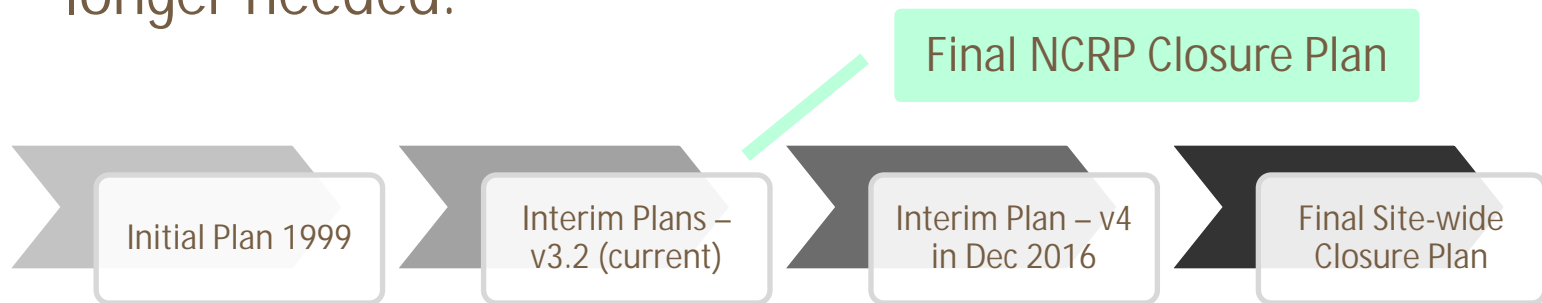 longer needed.
Final NCRP Closure Plan
Initial Plan 1999
Interim Plans –
v3.2 (current)
Interim Plan – v4
in Dec 2016
Final Site-wide
Closure Plan